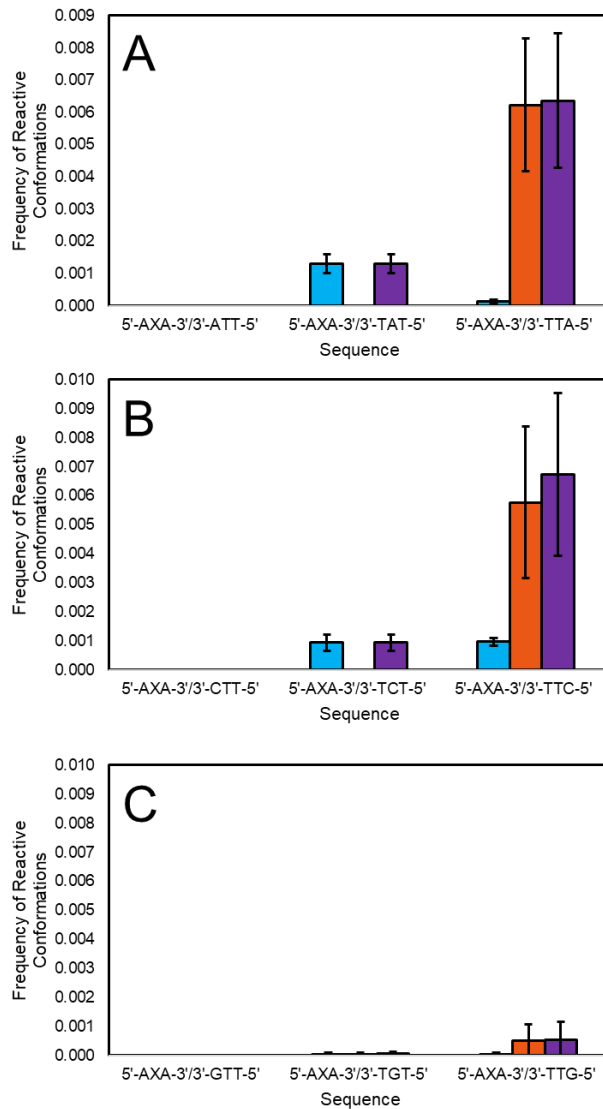 A
0.009
0.008
0.007
0.006
0.005
0.004
0.003
0.002
0.001
0.000
Frequency of Reactive
Conformations
5'-AXA-3'/3'-ATT-5' 5'-AXA-3'/3'-TAT-5' 5'-AXA-3'/3'-TTA-5'
Sequence
B
0.010
0.009
0.008
0.007
0.006
0.005
0.004
0.003
0.002
0.001
0.000
Frequency of Reactive
Conformations
5'-AXA-3'/3'-CTT-5' 5'-AXA-3'/3'-TCT-5' 5'-AXA-3'/3'-TTC-5'
Sequence
C
0.010
0.009
0.008
0.007
0.006
0.005
0.004
0.003
0.002
0.001
0.000
Frequency of Reactive
Conformations
5'-AXA-3'/3'-GTT-5' 5'-AXA-3'/3'-TGT-5' 5'-AXA-3'/3'-TTG-5'
Sequence